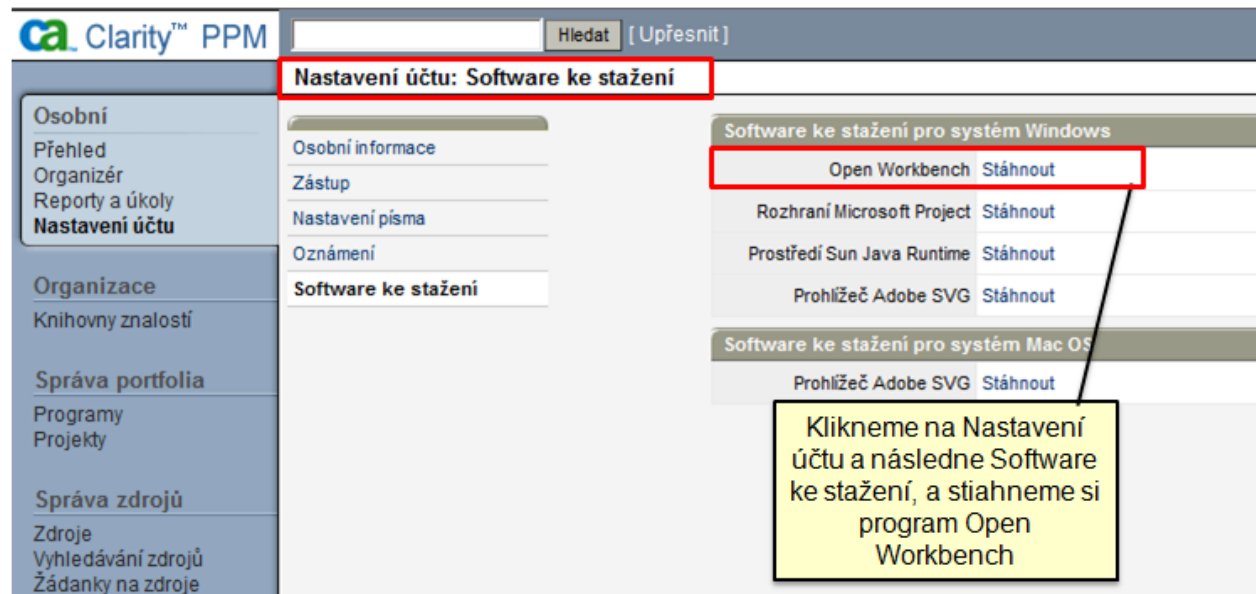 ca Clarity™ PPM
Hledat [ Upřesnit ]
Nastavení účtu: Software ke stažení
Osobní
Přehled
Organizér
Reporty a úkoly
Nastavení účtu
Organizace
Knihovny znalostí
Správa portfolia
Programy
Projekty
Správa zdrojů
Zdroje
Vyhledávání zdrojů
Žádanky na zdroje
Osobní informace
Zástup
Nastavení písma
Oznámení
Software ke stažení
Software ke stažení pro systém Windows
Open Workbench Stáhnout
Rozhraní Microsoft Project Stáhnout
Prostředí Sun Java Runtime Stáhnout
Prohlížeč Adobe SVG Stáhnout
Software ke stažení pro systém Mac OS
Prohlížeč Adobe SVG Stáhnout
Klikneme na Nastavení
účtu a následne Software
ke stažení, a stiahneme si
program Open
Workbench